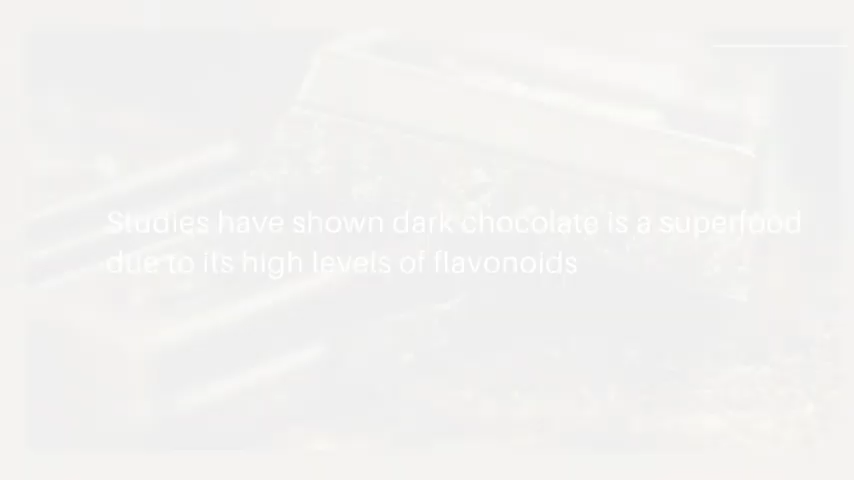 Studies have shown dark chocolate is a superfood
due to its high levels of flavonoids